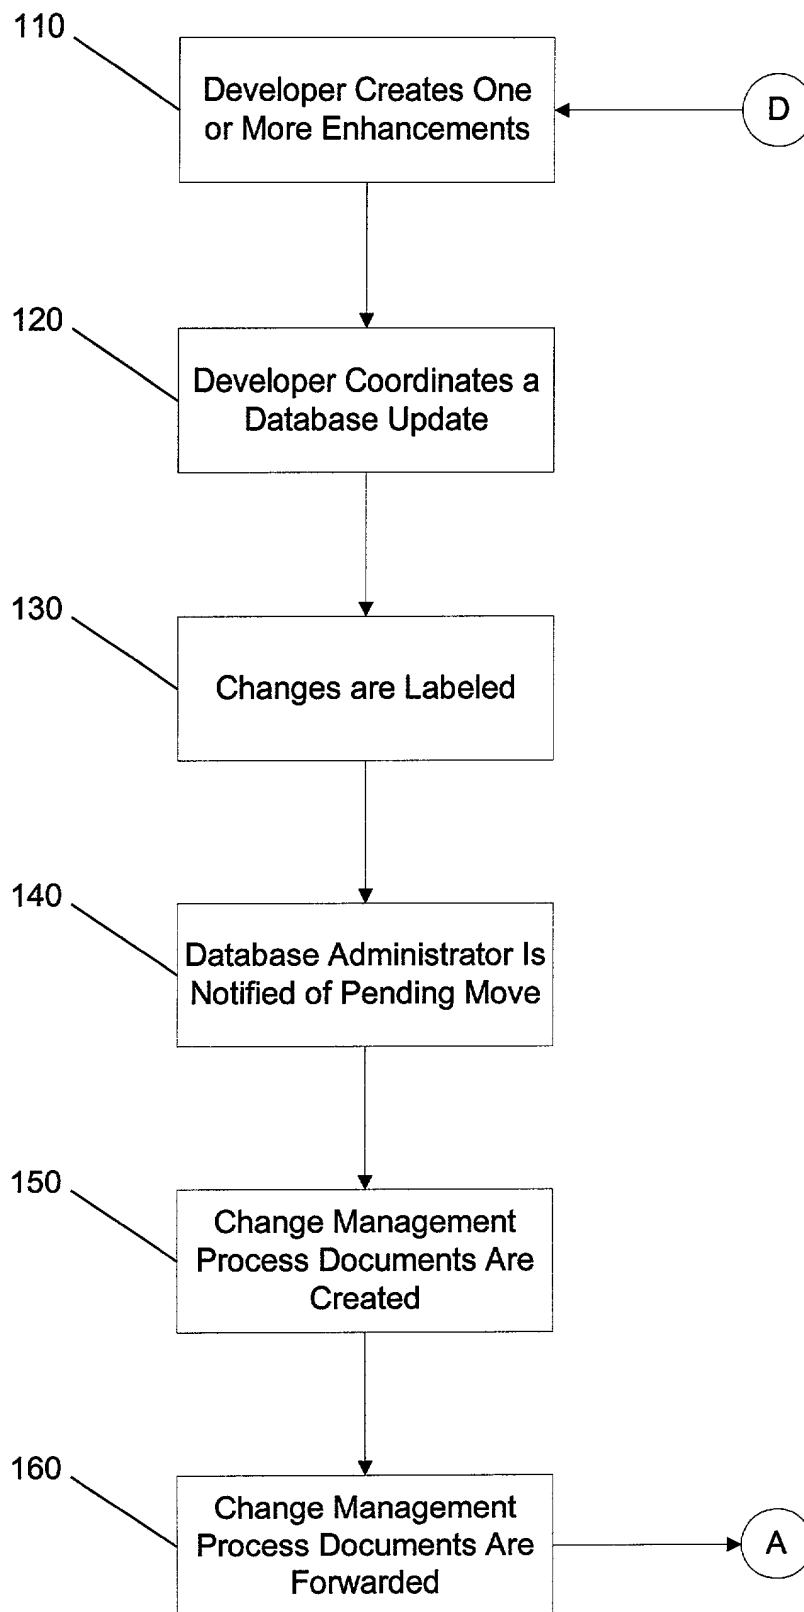 110
Developer Creates One
or More Enhancements
D
120
Developer Coordinates a
Database Update
130
Changes are Labeled
140
Database Administrator Is
Notified of Pending Move
150
Change Management
Process Documents Are
Created
160
Change Management
Process Documents Are
Forwarded
A